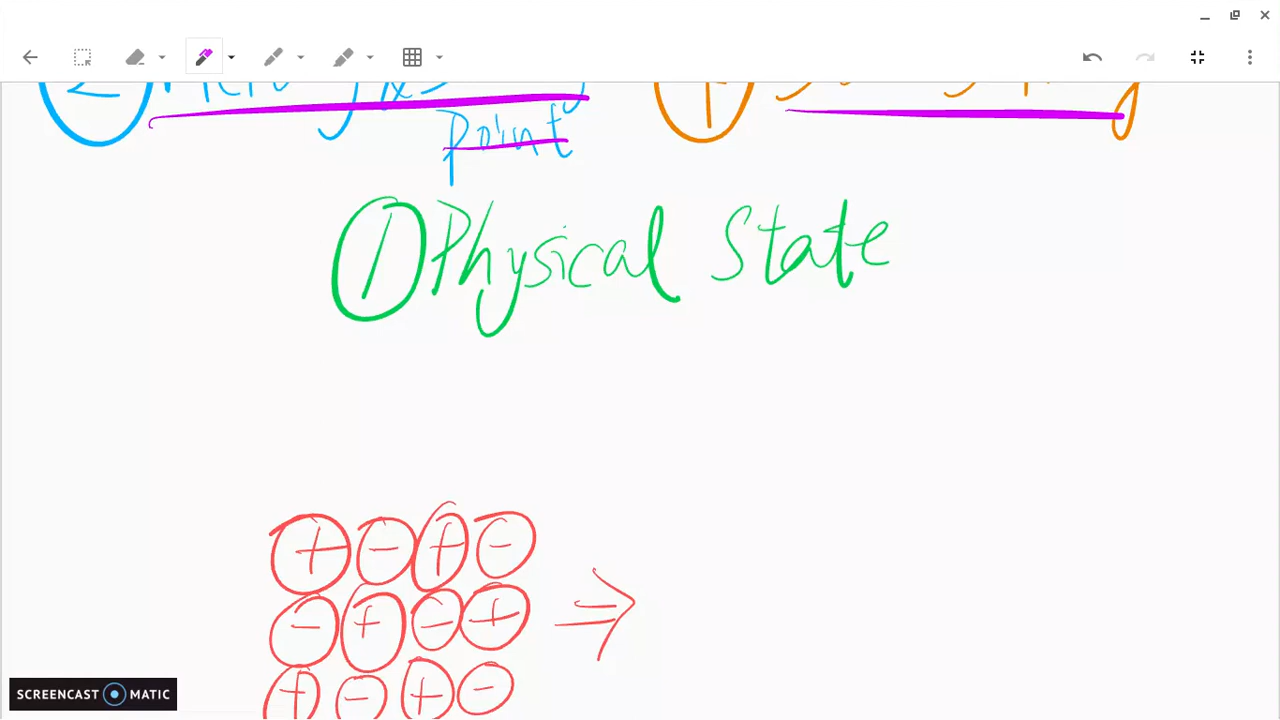 point
① Physical State
+ - + -
- + - +
⇒
+ - + -
SCREENCAST MATIC